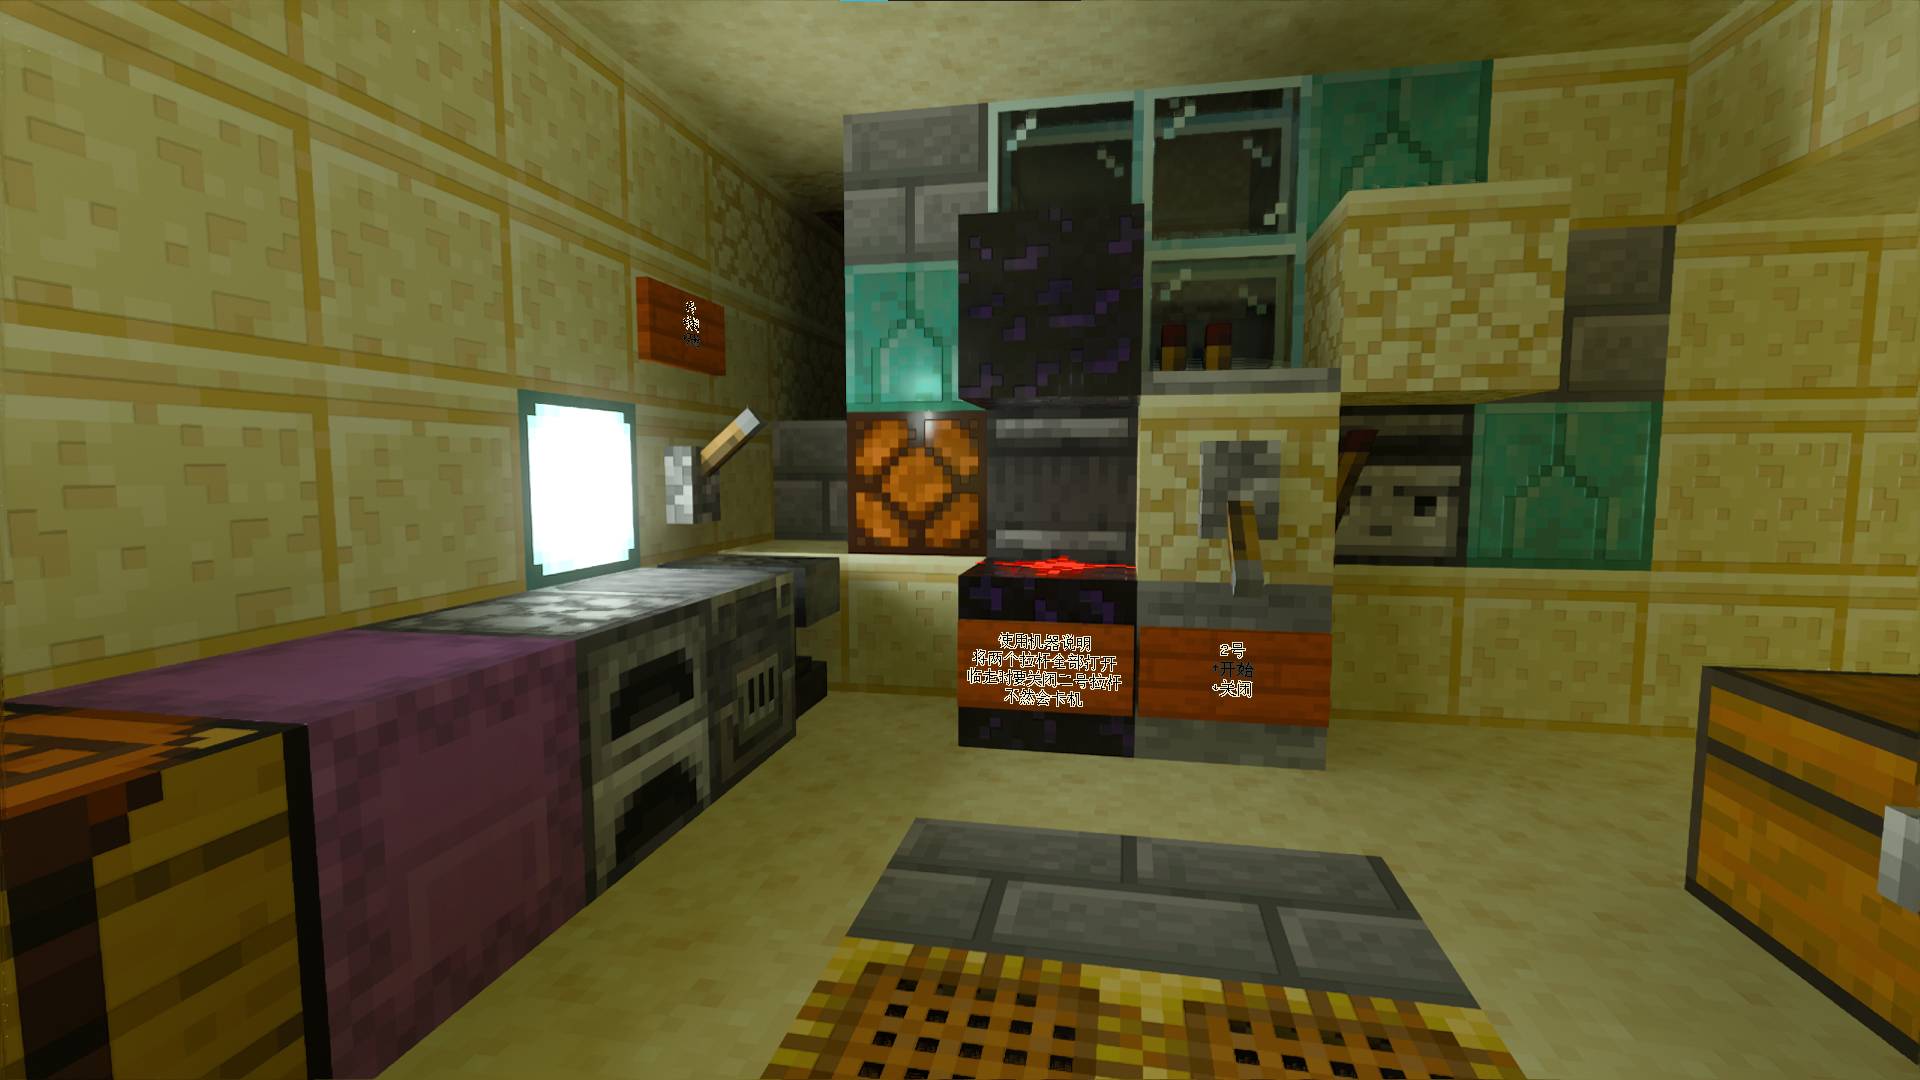 使用机器说明
将两个拉杆全部打开
临走时要关闭二号拉杆
不然会卡机
2号
↑开始
↓关闭